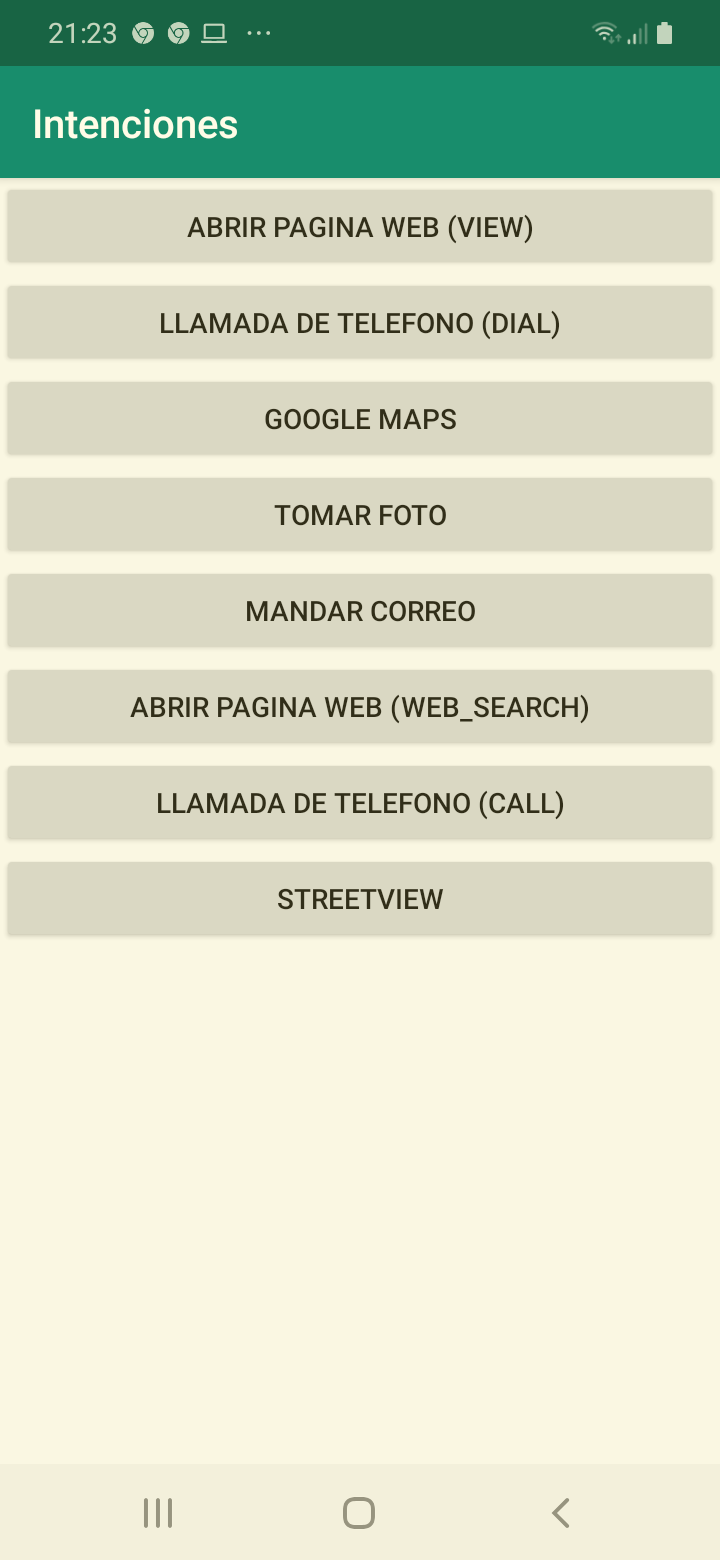 21:23
Intenciones
ABRIR PAGINA WEB (VIEW)
LLAMADA DE TELEFONO (DIAL)
GOOGLE MAPS
TOMAR FOTO
MANDAR CORREO
ABRIR PAGINA WEB (WEB_SEARCH)
LLAMADA DE TELEFONO (CALL)
STREETVIEW